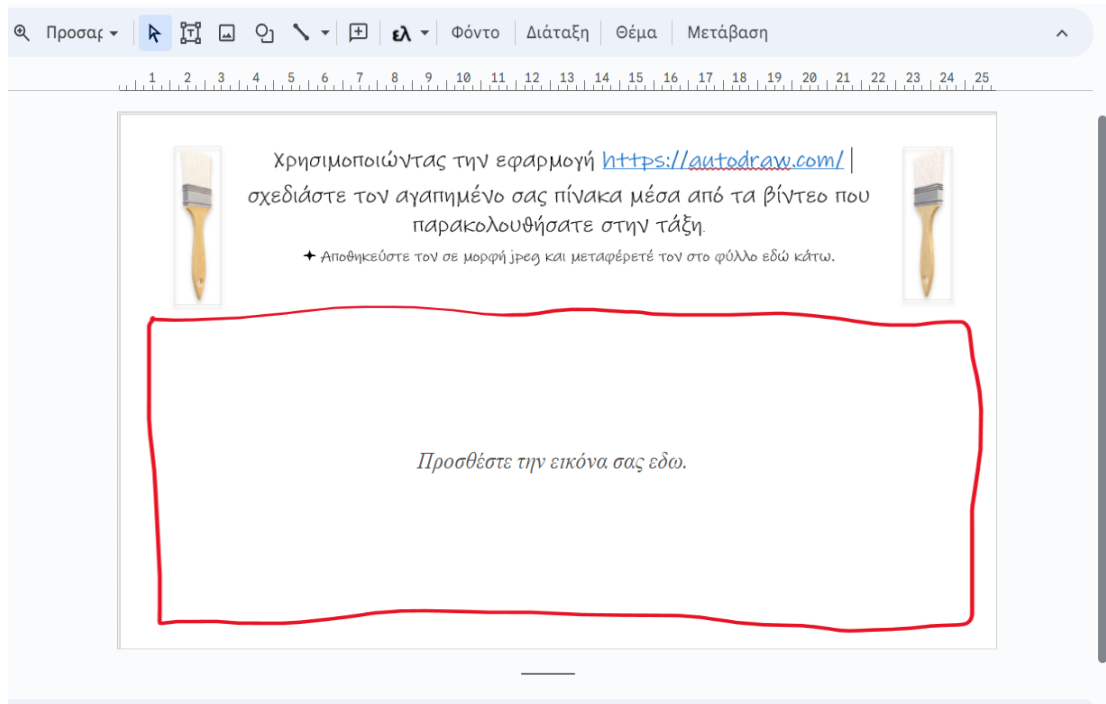 Προσαρ
ελ
Φόντο
Διάταξη
Θέμα
Μετάβαση
1 2 3 4 5 6 7 8 9 10 11 12 13 14 15 16 17 18 19 20 21 22 23 24 25
Χρησιμοποιώντας την εφαρμογή https://autodraw.com/
σχεδιάστε τον αγαπημένο σας πίνακα μέσα από τα βίντεο που
παρακολουθήσατε στην τάξη.
✦ Αποθηκεύστε τον σε μορφή jpeg και μεταφέρετέ τον στο φύλλο εδώ κάτω.
Προσθέστε την εικόνα σας εδω.